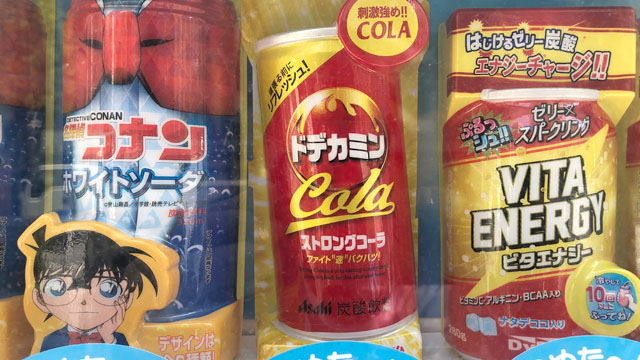 DETECTIVE CONAN
名探偵
コナン
ホワイトソーダ
デザインは
刺激強め!!
COLA
リフレッシュ!
ドデカミン
Cola
ストロングコーラ
ファイト"逆"バクバツ!
Asahi 炭酸飲料
はじけるゼリー炭酸
エナジーチャージ!!
ぷるっシュ!!
ゼリー×
スパークリング
VITA
ENERGY
ビタエナジー
ビタミンC・アルギニン・BCAA入り
ナタデココ入り
10回
ふってね!